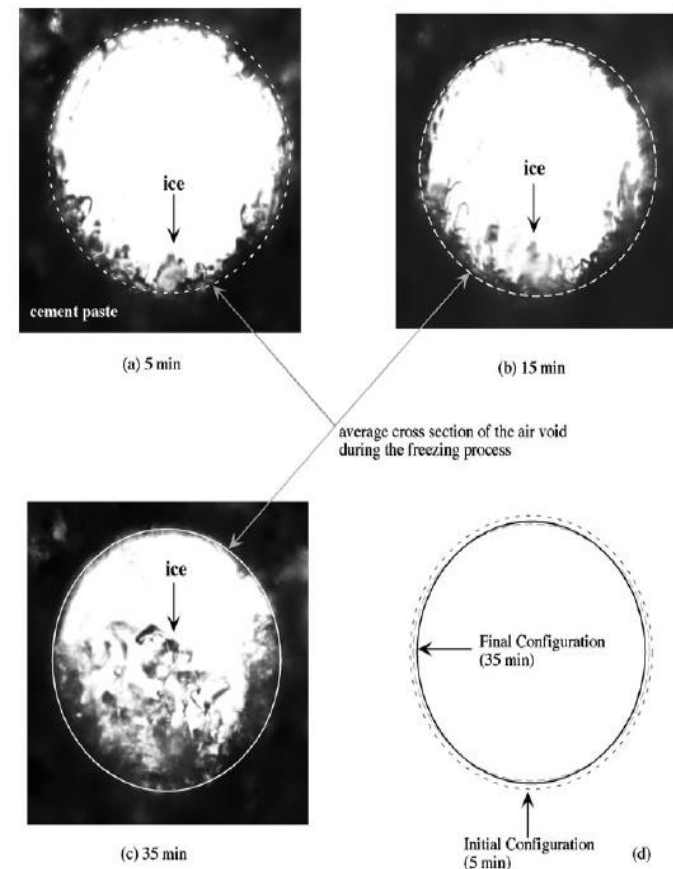 ice
cement paste
(a) 5 min
ice
(b) 15 min
average cross section of the air void
during the freezing process
ice
(c) 35 min
Final Configuration
(35 min)
Initial Configuration
(5 min)
(d)